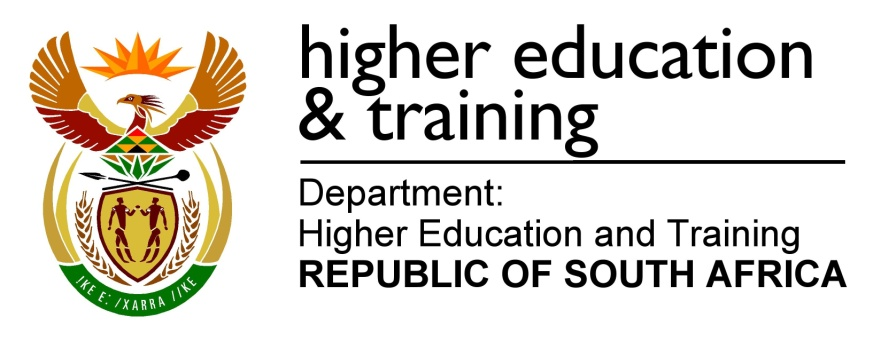 higher education
& training
Department:
Higher Education and Training
REPUBLIC OF SOUTH AFRICA
!KE E: /XARRA //KE